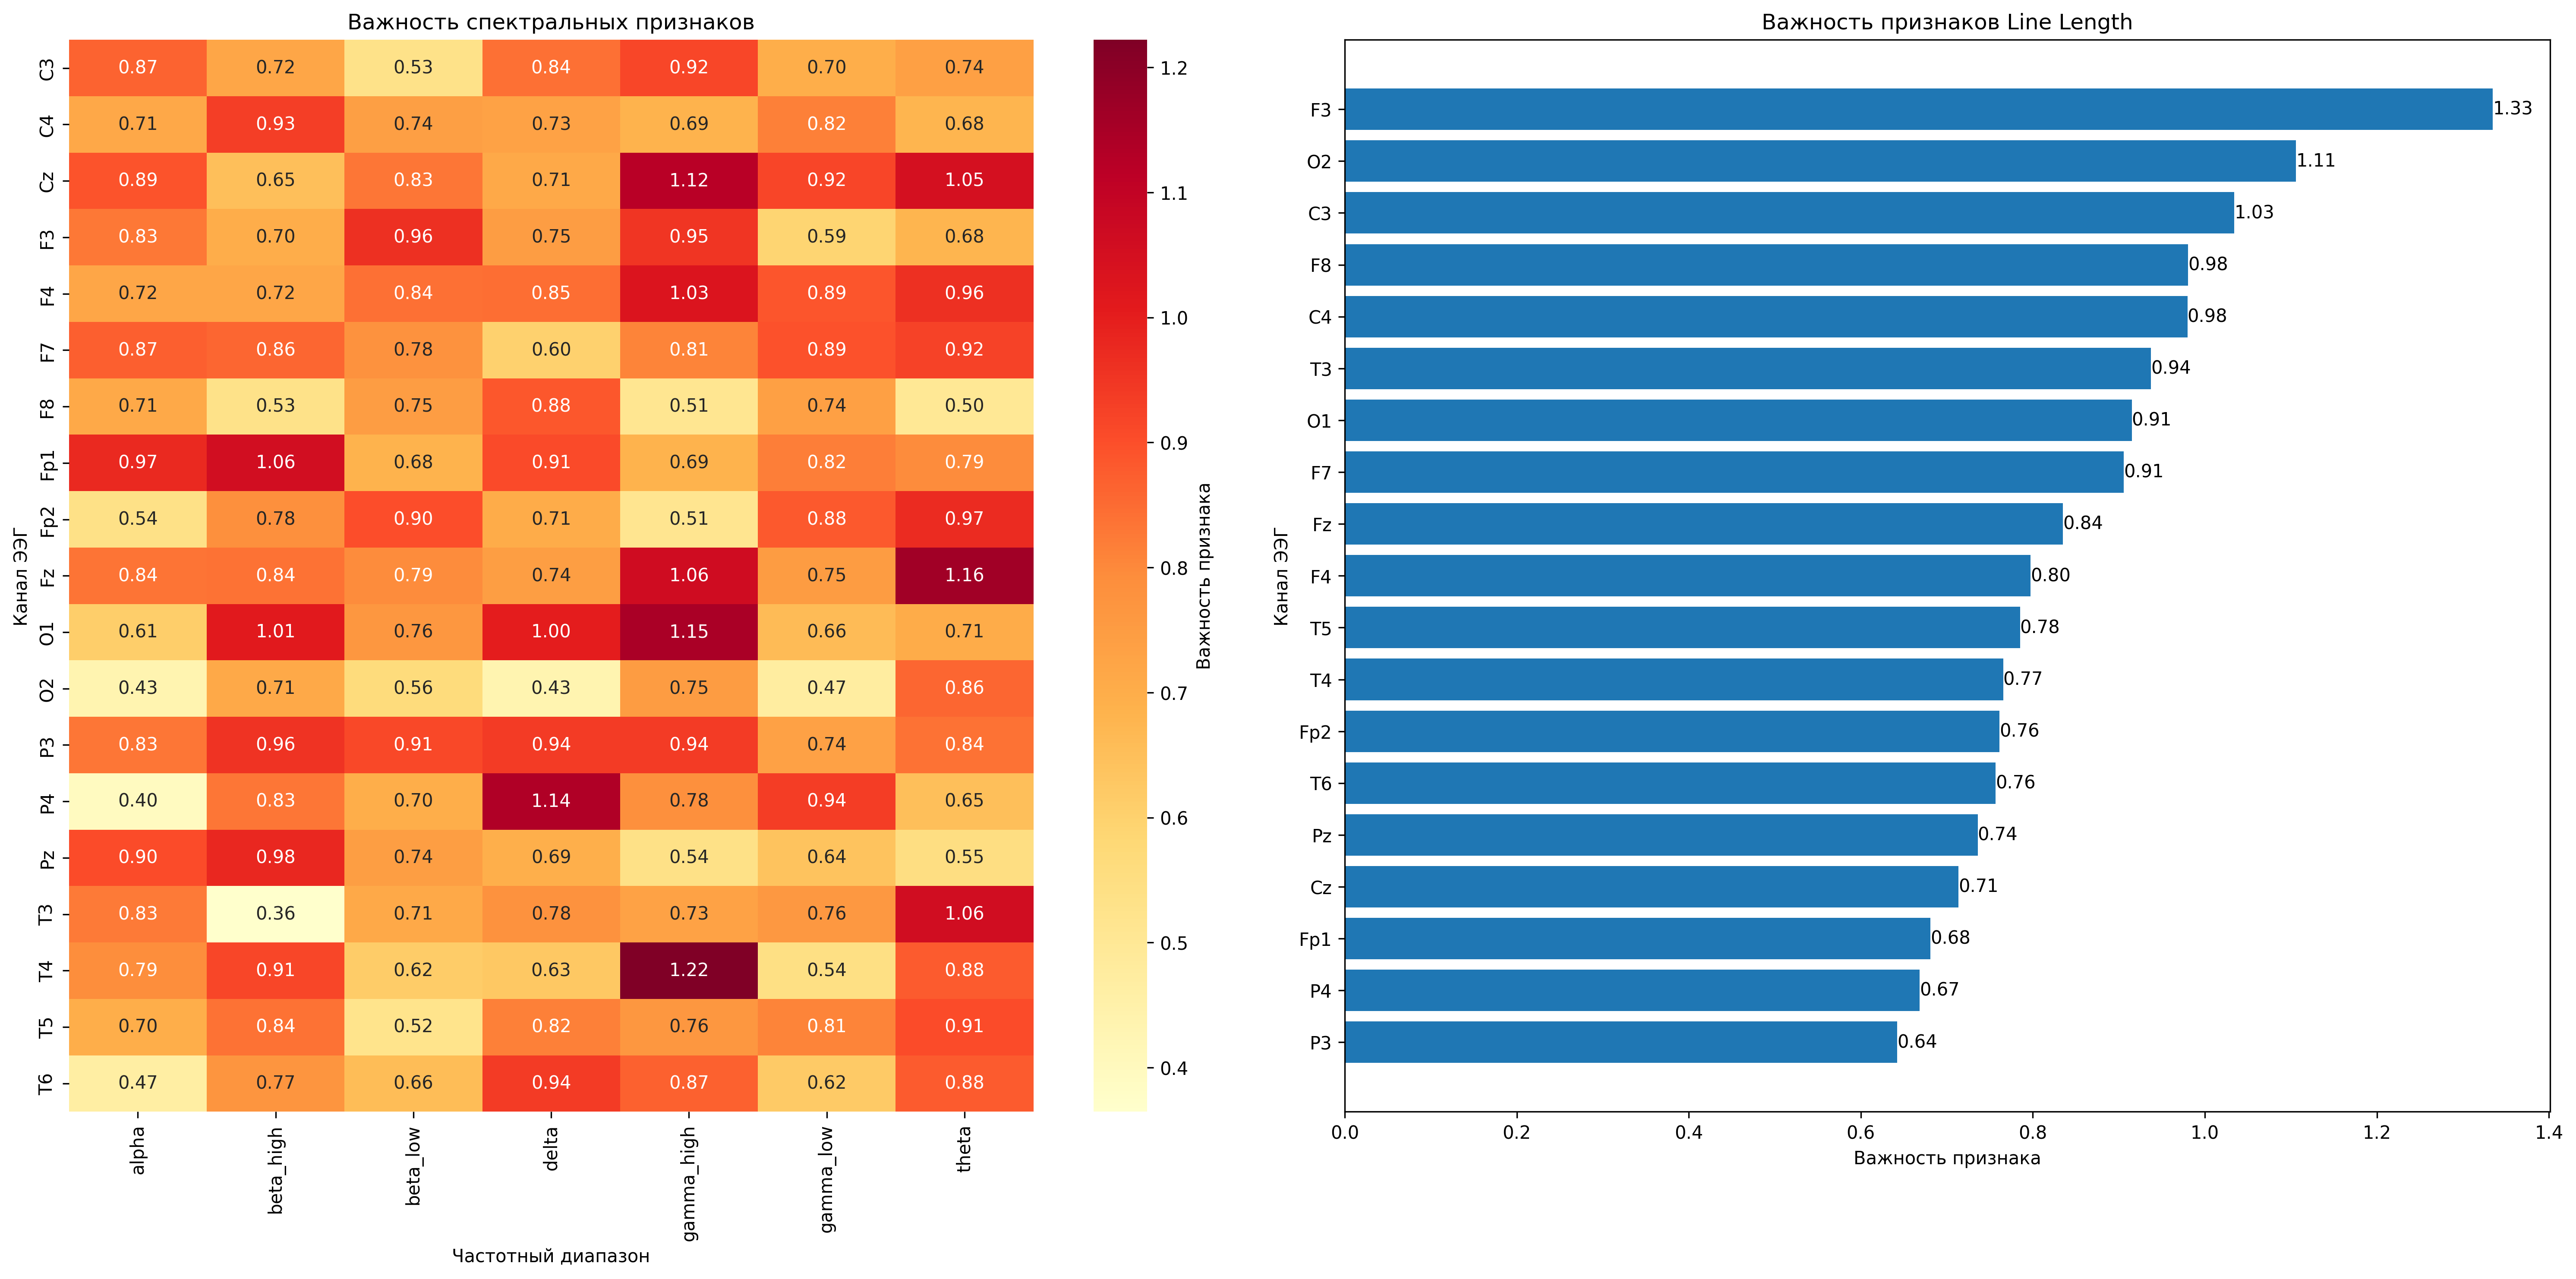 Важность спектральных признаков
Канал ЭЭГ
C3 0.87 0.72 0.53 0.84 0.92 0.70 0.74
C4 0.71 0.93 0.74 0.73 0.69 0.82 0.68
Cz 0.89 0.65 0.83 0.71 1.12 0.92 1.05
F3 0.83 0.70 0.96 0.75 0.95 0.59 0.68
F4 0.72 0.72 0.84 0.85 1.03 0.89 0.96
F7 0.87 0.86 0.78 0.60 0.81 0.89 0.92
F8 0.71 0.53 0.75 0.88 0.51 0.74 0.50
Fp1 0.97 1.06 0.68 0.91 0.69 0.82 0.79
Fp2 0.54 0.78 0.90 0.71 0.51 0.88 0.97
Fz 0.84 0.84 0.79 0.74 1.06 0.75 1.16
O1 0.61 1.01 0.76 1.00 1.15 0.66 0.71
O2 0.43 0.71 0.56 0.43 0.75 0.47 0.86
P3 0.83 0.96 0.91 0.94 0.94 0.74 0.84
P4 0.40 0.83 0.70 1.14 0.78 0.94 0.65
Pz 0.90 0.98 0.74 0.69 0.54 0.64 0.55
T3 0.83 0.36 0.71 0.78 0.73 0.76 1.06
T4 0.79 0.91 0.62 0.63 1.22 0.54 0.88
T5 0.70 0.84 0.52 0.82 0.76 0.81 0.91
T6 0.47 0.77 0.66 0.94 0.87 0.62 0.88
alpha beta_high beta_low delta gamma_high gamma_low theta
Частотный диапазон
1.2
1.1
1.0
0.9
0.8
0.7
0.6
0.5
0.4
Важность признака
Важность признаков Line Length
Канал ЭЭГ
F3 1.33
O2 1.11
C3 1.03
F8 0.98
C4 0.98
T3 0.94
O1 0.91
F7 0.91
Fz 0.84
F4 0.80
T5 0.78
T4 0.77
Fp2 0.76
T6 0.76
Pz 0.74
Cz 0.71
Fp1 0.68
P4 0.67
P3 0.64
0.0 0.2 0.4 0.6 0.8 1.0 1.2 1.4
Важность признака